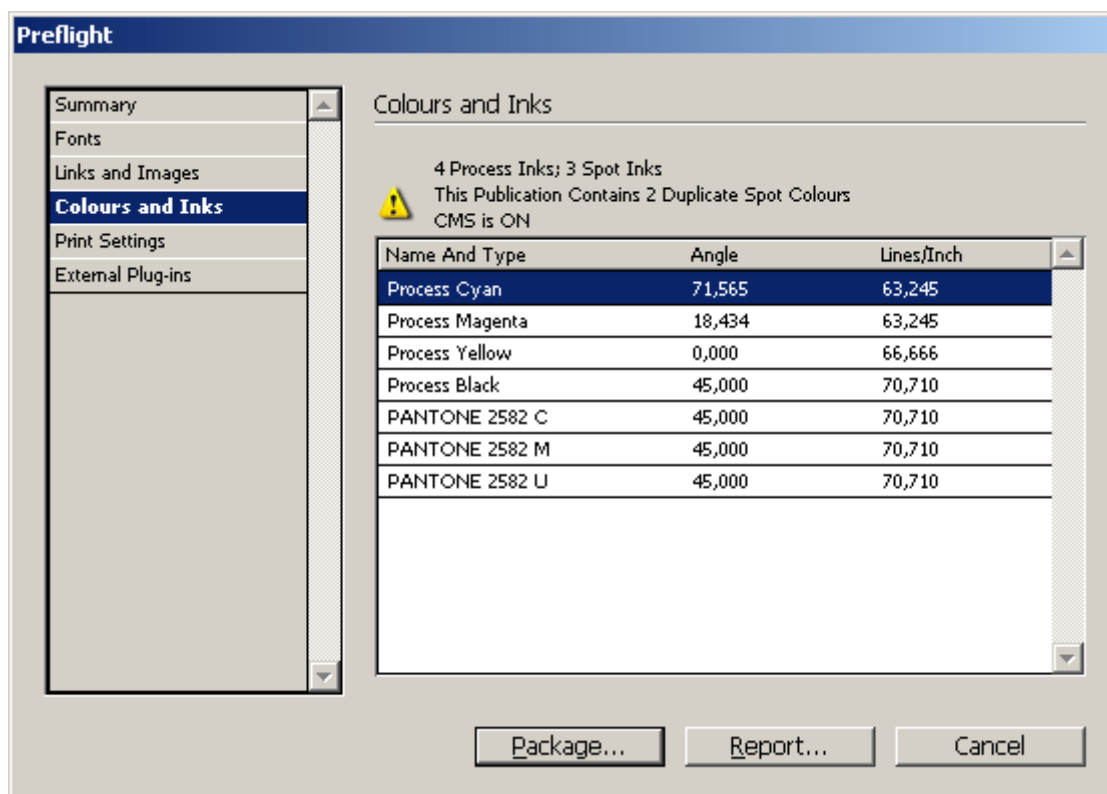 Preflight
Summary
Fonts
Links and Images
Colours and Inks
Print Settings
External Plug-ins
Colours and Inks
4 Process Inks; 3 Spot Inks
This Publication Contains 2 Duplicate Spot Colours
CMS is ON
Name And Type Angle Lines/Inch
Process Cyan 71,565 63,245
Process Magenta 18,434 63,245
Process Yellow 0,000 66,666
Process Black 45,000 70,710
PANTONE 2582 C 45,000 70,710
PANTONE 2582 M 45,000 70,710
PANTONE 2582 U 45,000 70,710
Package... Report... Cancel